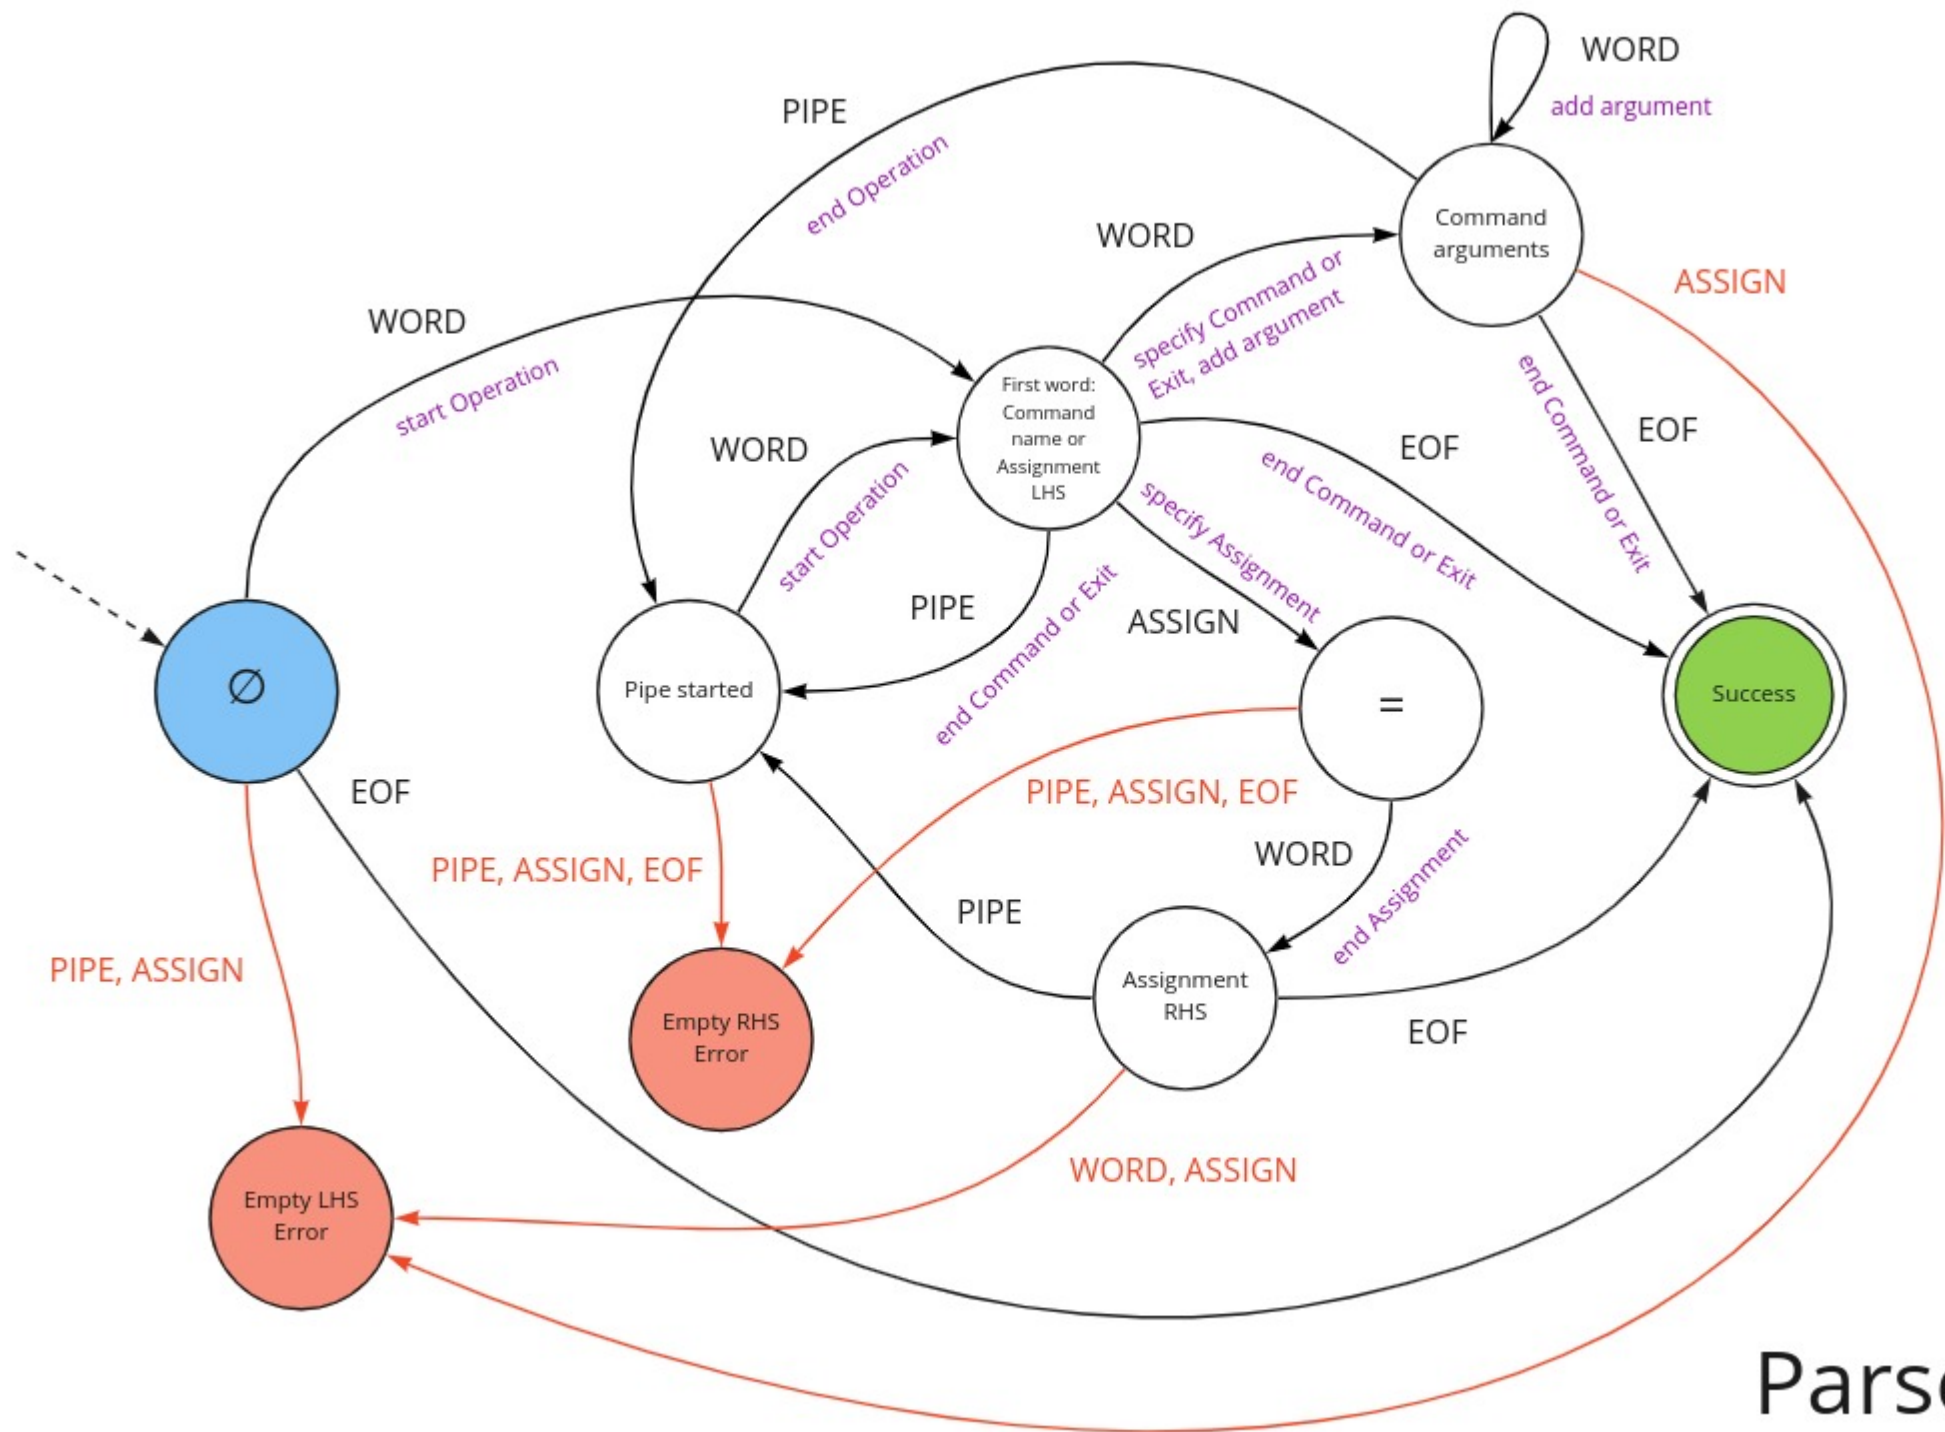 WORD
add argument
PIPE
end Operation
Command
arguments
WORD
specify Command or
Exit, add argument
ASSIGN
WORD
start Operation
First word:
Command
name or
Assignment
LHS
WORD
start Operation
EOF
end Command or Exit
EOF
end Command or Exit
specify Assignment
ASSIGN
PIPE
end Command or Exit
∅
Pipe started
=
Success
EOF
PIPE, ASSIGN, EOF
PIPE, ASSIGN, EOF
WORD
end Assignment
PIPE
PIPE, ASSIGN
Assignment
RHS
EOF
Empty RHS
Error
WORD, ASSIGN
Empty LHS
Error